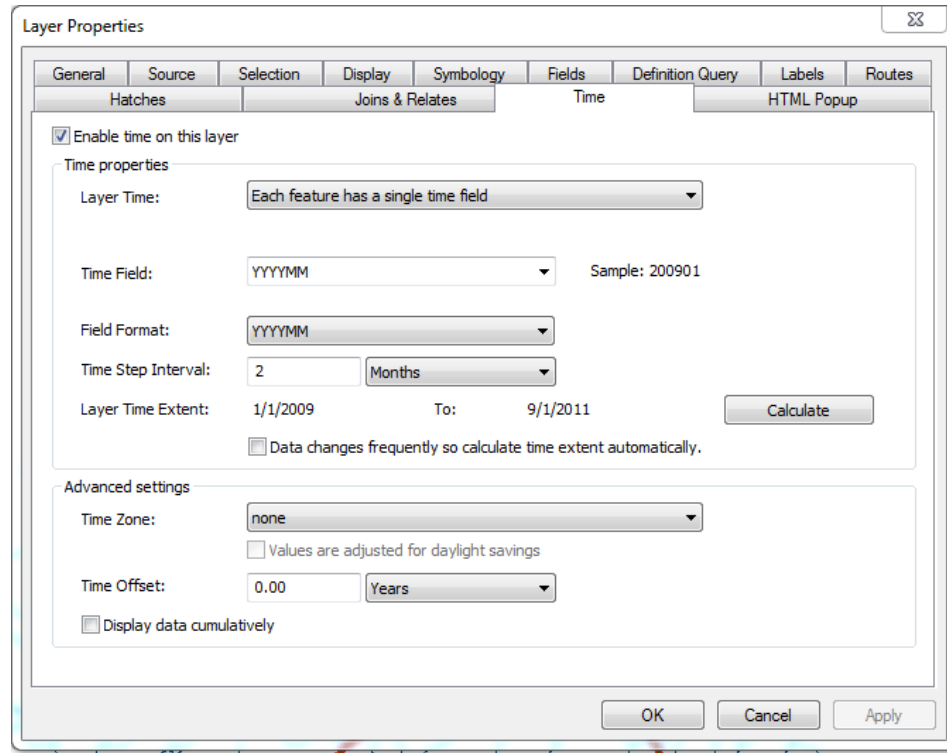 Layer Properties
General Source Selection Display Symbology Fields Definition Query Labels Routes
Hatches Joins & Relates Time HTML Popup
Enable time on this layer
Time properties
Layer Time: Each feature has a single time field
Time Field: YYYYMM Sample: 200901
Field Format: YYYYMM
Time Step Interval: 2 Months
Layer Time Extent: 1/1/2009 To: 9/1/2011 Calculate
Data changes frequently so calculate time extent automatically.
Advanced settings
Time Zone: none
Values are adjusted for daylight savings
Time Offset: 0.00 Years
Display data cumulatively
OK Cancel Apply